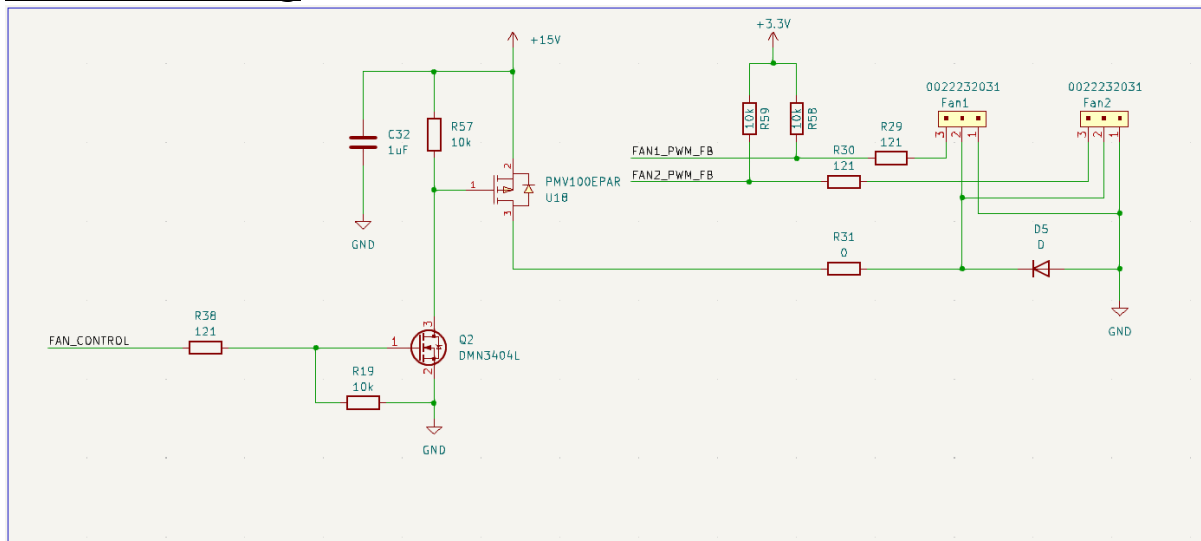 +15V
+3.3V
0022232031
Fan1
0022232031
Fan2
3 2 1
3 2 1
C32
1uF
R57
10k
10k
R59
10k
R58
R29
121
FAN1_PWM_FB
R30
121
FAN2_PWM_FB
2
1
3
PMV100EPAR
U18
GND
R31
0
D5
D
GND
FAN_CONTROL
R38
121
3
1
2
Q2
DMN3404L
R19
10k
GND